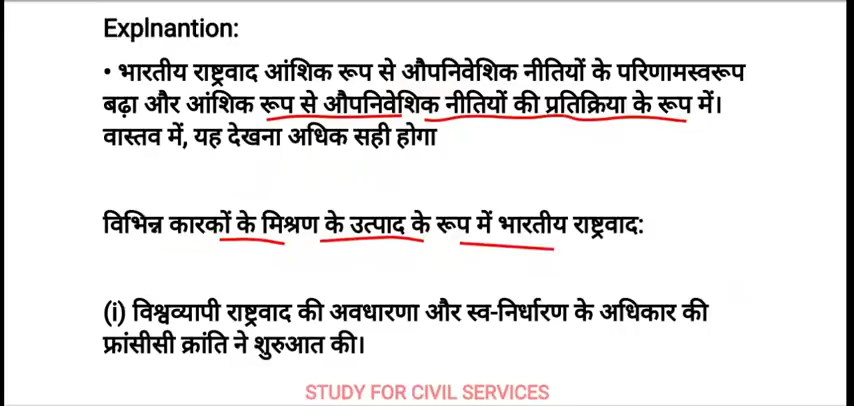 Explnantion:
• भारतीय राष्ट्रवाद आंशिक रूप से औपनिवेशिक नीतियों के परिणामस्वरूप
बढ़ा और आंशिक रूप से औपनिवेशिक नीतियों की प्रतिक्रिया के रूप में।
वास्तव में, यह देखना अधिक सही होगा
विभिन्न कारकों के मिश्रण के उत्पाद के रूप में भारतीय राष्ट्रवाद:
(i) विश्वव्यापी राष्ट्रवाद की अवधारणा और स्व-निर्धारण के अधिकार की
फ्रांसीसी क्रांति ने शुरुआत की।
STUDY FOR CIVIL SERVICES